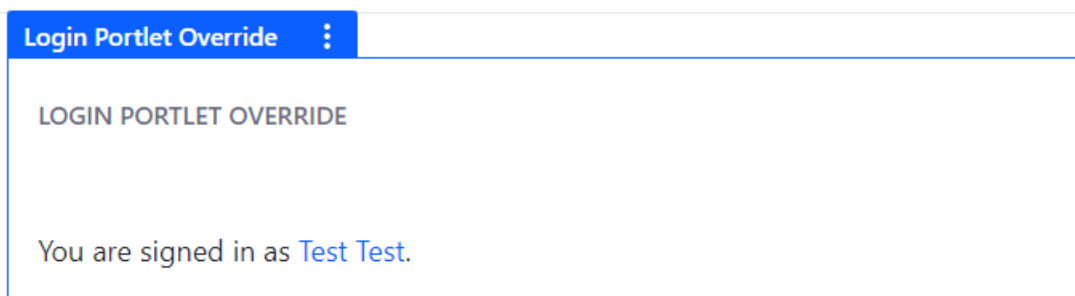 Login Portlet Override
LOGIN PORTLET OVERRIDE
You are signed in as Test Test.